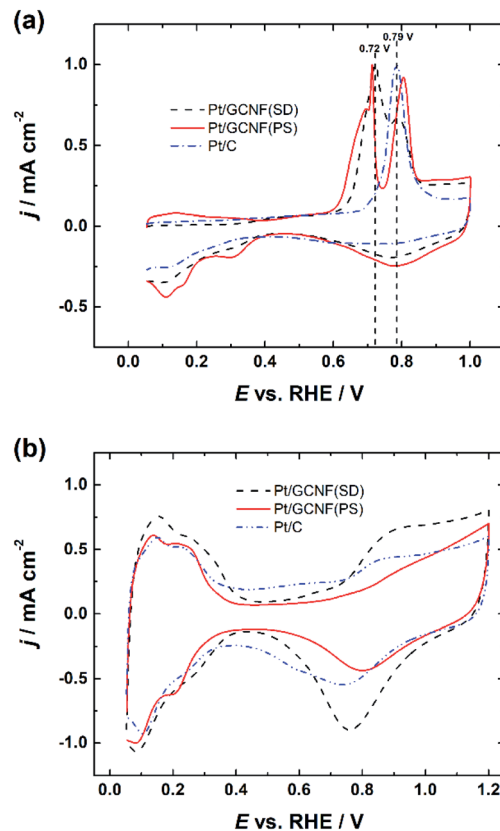 (a)
0.79 V
0.72 V
1.0
Pt/GCNF(SD)
Pt/GCNF(PS)
Pt/C
0.5
0.0
-0.5
j / mA cm⁻²
0.0 0.2 0.4 0.6 0.8 1.0
E vs. RHE / V
(b)
1.0
Pt/GCNF(SD)
Pt/GCNF(PS)
Pt/C
0.5
0.0
-0.5
-1.0
j / mA cm⁻²
0.0 0.2 0.4 0.6 0.8 1.0 1.2
E vs. RHE / V